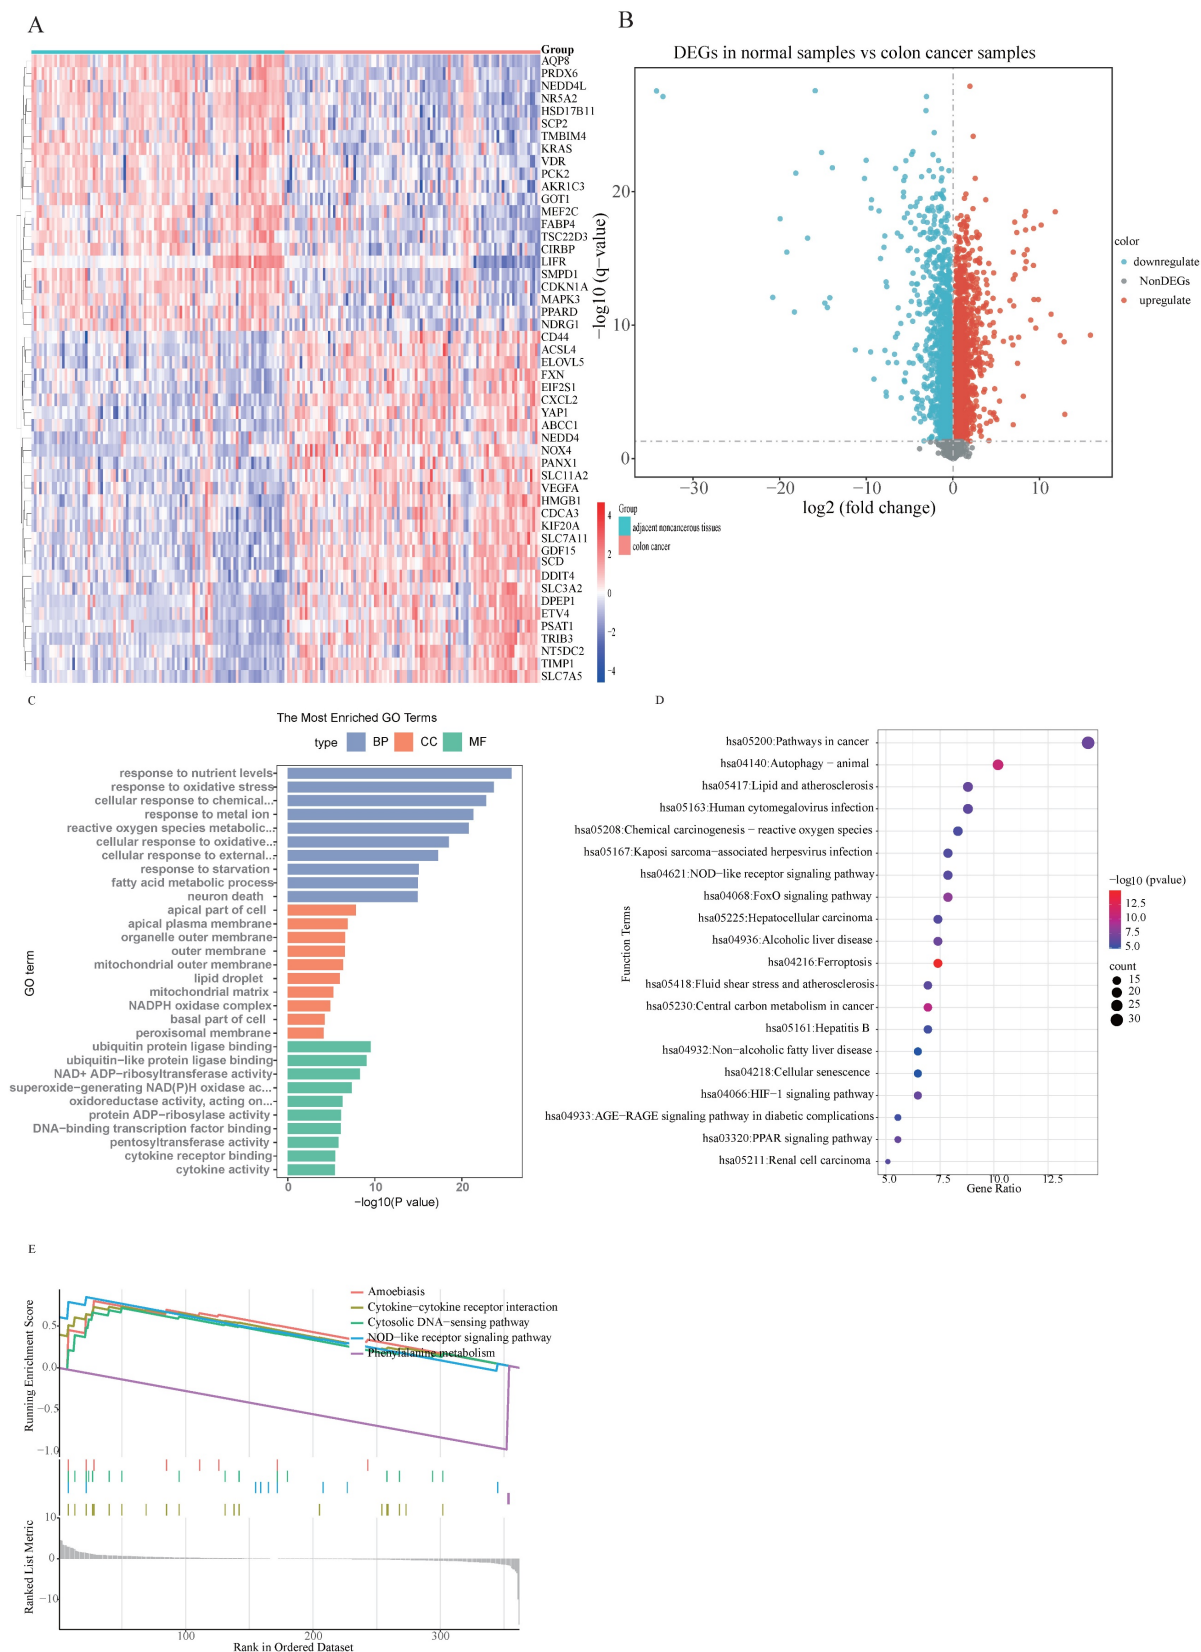 A
Group
AQP8
PRDX6
NEDD4L
NR5A2
HSD17B11
SCP2
TMBIM4
KRAS
VDR
PCK2
AKR1C3
GOT1
MEF2C
FABP4
TSC22D3
CIRBP
LIFR
SMPD1
CDKN1A
MAPK3
PPARD
NDRG1
CD44
ACSL4
ELOVL5
FXN
EIF2S1
CXCL2
YAP1
ABCC1
NEDD4
NOX4
PANX1
SLC11A2
VEGFA
HMGB1
CDCA3
KIF20A
SLC7A11
GDF15
SCD
DDIT4
SLC3A2
DPEP1
ETV4
PSAT1
TRIB3
NT5DC2
TIMP1
SLC7A5
4
2
0
−2
−4
Group
adjacent noncancerous tissues
colon cancer
B
DEGs in normal samples vs colon cancer samples
−log10 (q−value)
20
10
0
−30
−20
−10
0
10
log2 (fold change)
color
downregulate
NonDEGs
upregulate
C
The Most Enriched GO Terms
type
BP
CC
MF
GO term
response to nutrient levels
response to oxidative stress
cellular response to chemical...
response to metal ion
reactive oxygen species metabolic...
cellular response to oxidative...
cellular response to external...
response to starvation
fatty acid metabolic process
neuron death
apical part of cell
apical plasma membrane
organelle outer membrane
outer membrane
mitochondrial outer membrane
lipid droplet
mitochondrial matrix
NADPH oxidase complex
basal part of cell
peroxisomal membrane
ubiquitin protein ligase binding
ubiquitin−like protein ligase binding
NAD+ ADP−ribosyltransferase activity
superoxide−generating NAD(P)H oxidase ac...
oxidoreductase activity, acting on...
protein ADP−ribosylase activity
DNA−binding transcription factor binding
pentosyltransferase activity
cytokine receptor binding
cytokine activity
0
10
20
−log10(P value)
D
Function Terms
hsa05200:Pathways in cancer
hsa04140:Autophagy − animal
hsa05417:Lipid and atherosclerosis
hsa05163:Human cytomegalovirus infection
hsa05208:Chemical carcinogenesis − reactive oxygen species
hsa05167:Kaposi sarcoma−associated herpesvirus infection
hsa04621:NOD−like receptor signaling pathway
hsa04068:FoxO signaling pathway
hsa05225:Hepatocellular carcinoma
hsa04936:Alcoholic liver disease
hsa04216:Ferroptosis
hsa05418:Fluid shear stress and atherosclerosis
hsa05230:Central carbon metabolism in cancer
hsa05161:Hepatitis B
hsa04932:Non−alcoholic fatty liver disease
hsa04218:Cellular senescence
hsa04066:HIF−1 signaling pathway
hsa04933:AGE−RAGE signaling pathway in diabetic complications
hsa03320:PPAR signaling pathway
hsa05211:Renal cell carcinoma
5.0
7.5
10.0
12.5
Gene Ratio
−log10 (pvalue)
12.5
10.0
7.5
5.0
count
15
20
25
30
E
Running Enrichment Score
0.5
0.0
−0.5
−1.0
Amoebiasis
Cytokine−cytokine receptor interaction
Cytosolic DNA−sensing pathway
NOD−like receptor signaling pathway
Phenylalanine metabolism
Ranked List Metric
10
0
−10
100
200
300
Rank in Ordered Dataset